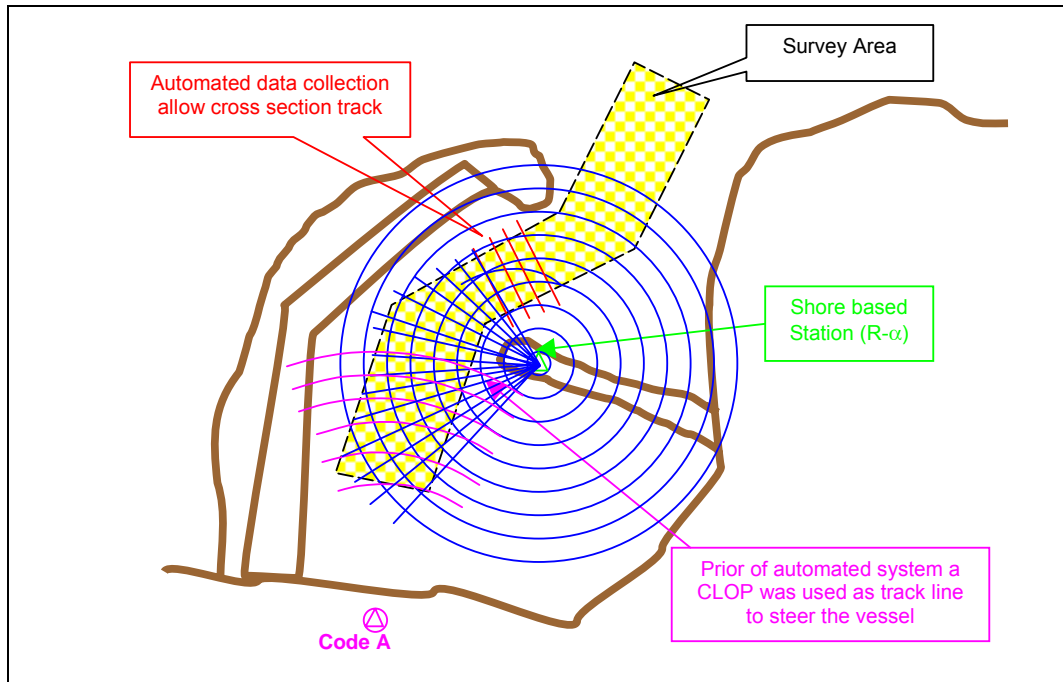 Survey Area
Automated data collection
allow cross section track
Shore based
Station (R-α)
Prior of automated system a
CLOP was used as track line
to steer the vessel
Code A